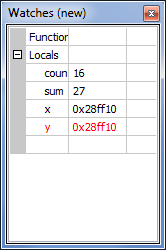 Watches (new)
Function
Locals
coun 16
sum 27
x 0x28ff10
y 0x28ff10